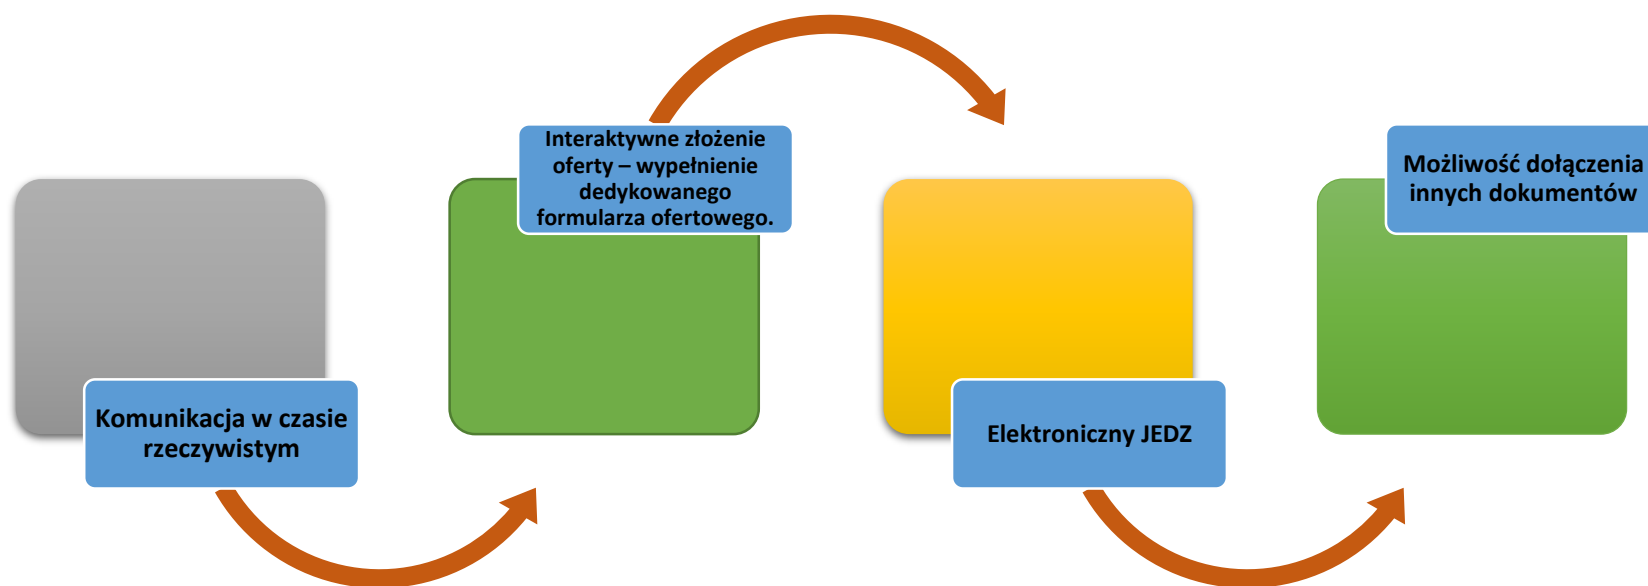 Komunikacja w czasie
rzeczywistym
Interaktywne złożenie
oferty – wypełnienie
dedykowanego
formularza ofertowego.
Elektroniczny JEDZ
Możliwość dołączenia
innych dokumentów